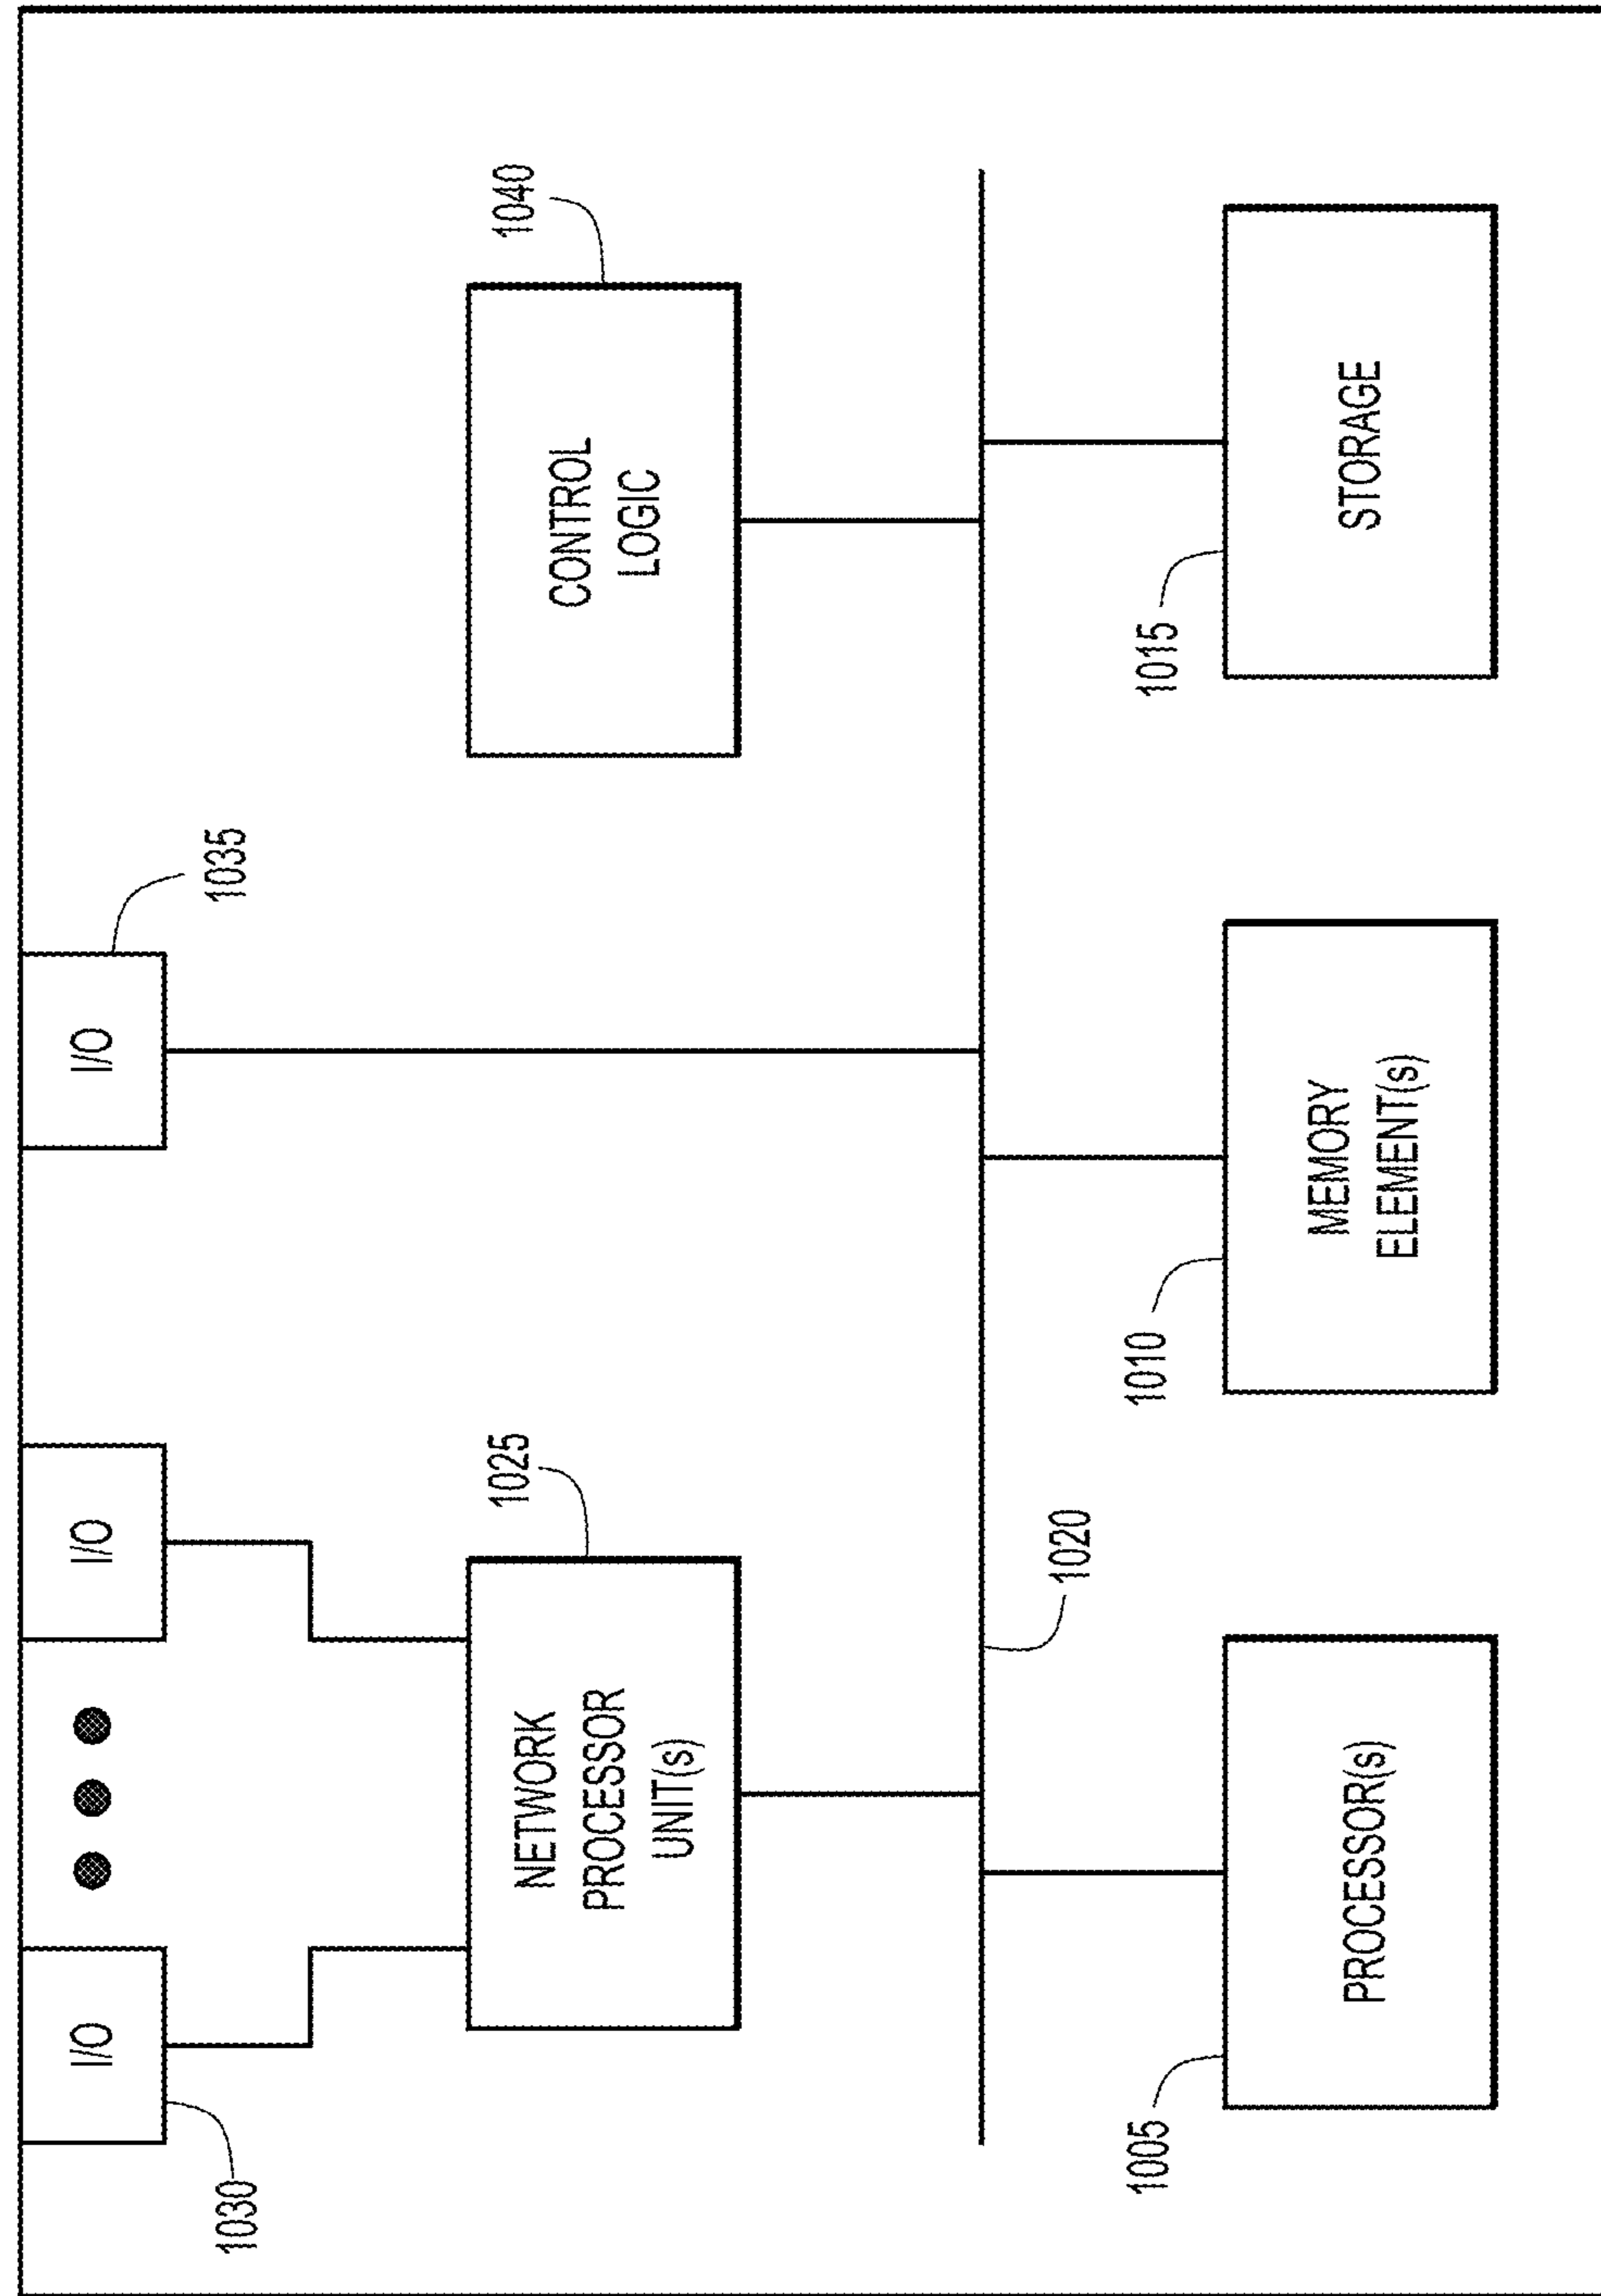 I/O
I/O
I/O
1030
1035
1040
1025
NETWORK
PROCESSOR
UNIT(s)
CONTROL
LOGIC
1020
1005
1010
1015
PROCESSOR(s)
MEMORY
ELEMENT(s)
STORAGE